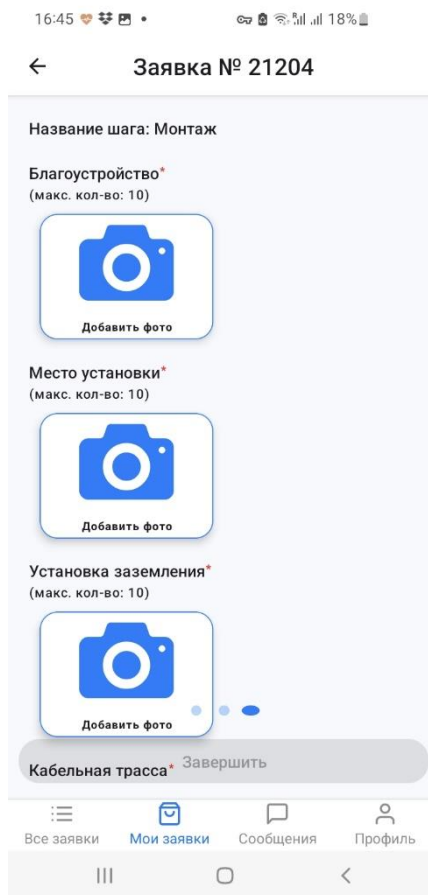 16:45 18%
Заявка № 21204
Название шага: Монтаж
Благоустройство*
(макс. кол-во: 10)
Добавить фото
Место установки*
(макс. кол-во: 10)
Добавить фото
Установка заземления*
(макс. кол-во: 10)
Добавить фото
Завершить
Кабельная трасса*
Все заявки Мои заявки Сообщения Профиль